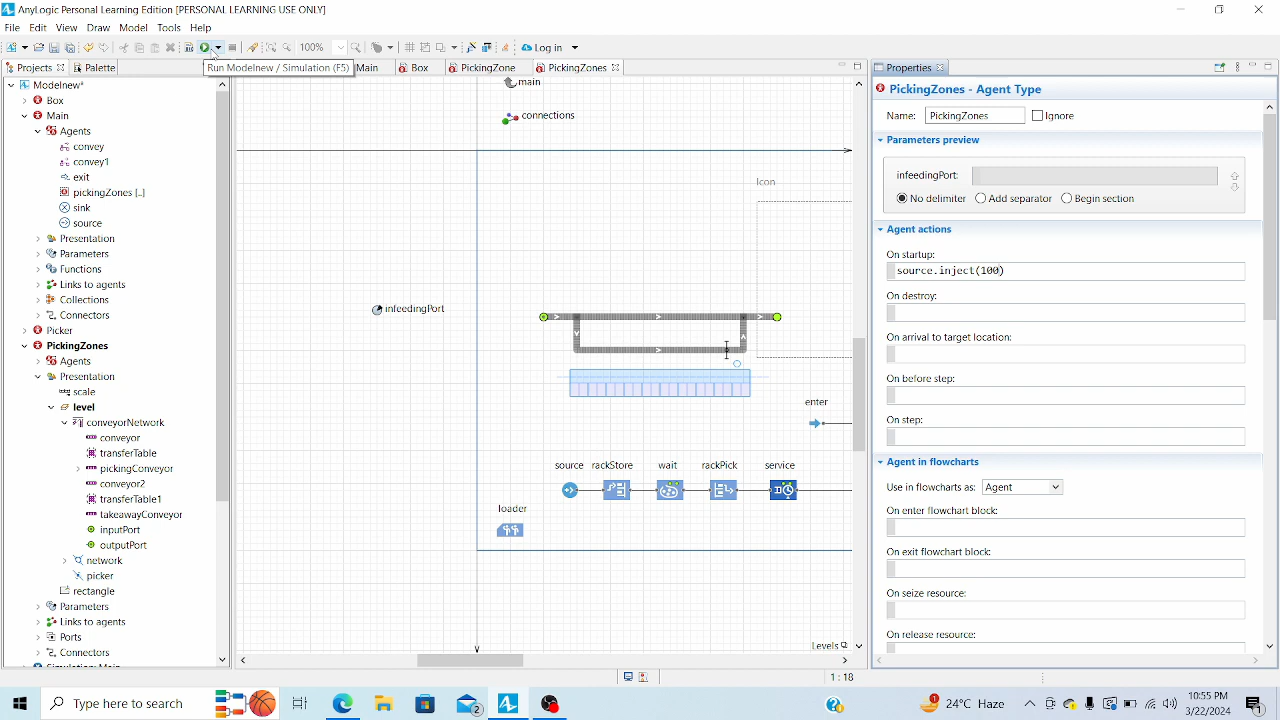 AnyLogic Personal Learning Edition [PERSONAL LEARNING USE ONLY]
File Edit View Draw Model Tools Help
100% Log in
Projects Palette Main Box PickingZone PickingZones Properties
Run Modelnew / Simulation (F5)
Modelnew*
Box
Main
Agents
convey
convey1
exit
pickingZones [..]
sink
source
Presentation
Parameters
Functions
Links to agents
Collections
Connectors
Picker
PickingZones
Agents
Presentation
scale
level
conveyorNetwork
conveyor
transferTable
pickingConveyor
conveyor2
transferTable1
takeawayConveyor
inputPort
outputPort
network
picker
rectangle
Parameters
Links to agents
Ports
Connectors
Simulation: Main
main
connections
Icon
infeedingPort
enter
source rackStore wait rackPick service
loader
Levels
PickingZones - Agent Type
Name: PickingZones Ignore
Parameters preview
infeedingPort:
No delimiter Add separator Begin section
Agent actions
On startup:
source.inject(100)
On destroy:
On arrival to target location:
On before step:
On step:
Agent in flowcharts
Use in flowcharts as: Agent
On enter flowchart block:
On exit flowchart block:
On seize resource:
On release resource:
1 : 18
Type here to search
2
1
24°C Haze
11:15 PM
3/22/2024
1